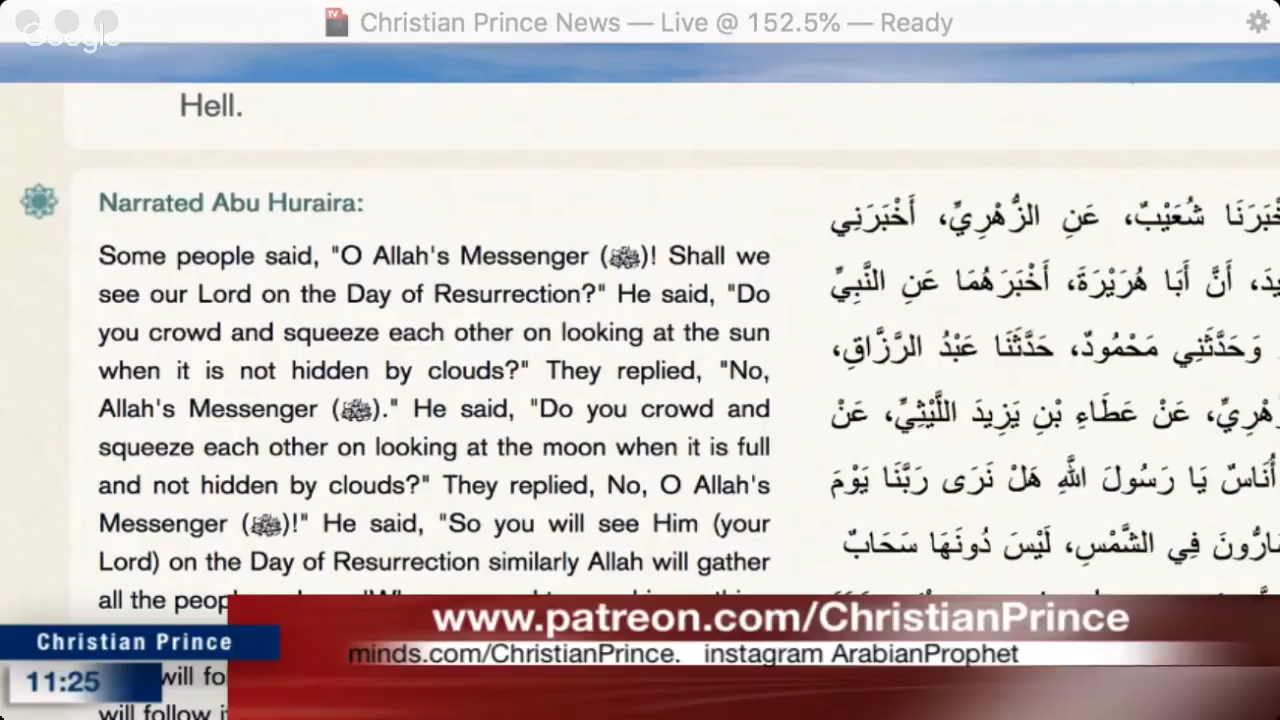 Christian Prince News — Live @ 152.5% — Ready
Google
Hell.
Narrated Abu Huraira:
Some people said, "O Allah's Messenger (ﷺ)! Shall we
see our Lord on the Day of Resurrection?" He said, "Do
you crowd and squeeze each other on looking at the sun
when it is not hidden by clouds?" They replied, "No,
Allah's Messenger (ﷺ)." He said, "Do you crowd and
squeeze each other on looking at the moon when it is full
and not hidden by clouds?" They replied, No, O Allah's
Messenger (ﷺ)!" He said, "So you will see Him (your
Lord) on the Day of Resurrection similarly Allah will gather
all the
will
will follow
شُعَيْبٌ، عَنِ الزُّهْرِيِّ، أَخْبَرَنِي
أَنَّ أَبَا هُرَيْرَةَ، أَخْبَرَهُمَا عَنِ النَّبِيِّ
وَحَدَّثَنِي مَحْمُودٌ، حَدَّثَنَا عَبْدُ الرَّزَّاقِ،
عَنْ عَطَاءِ بْنِ يَزِيدَ اللَّيْثِيِّ، عَنْ
أُنَاسٌ يَا رَسُولَ اللَّهِ هَلْ نَرَى رَبَّنَا يَوْمَ
فِي الشَّمْسِ، لَيْسَ دُونَهَا سَحَابٌ
www.patreon.com/ChristianPrince
Christian Prince
minds.com/ChristianPrince. instagram ArabianProphet
11:25